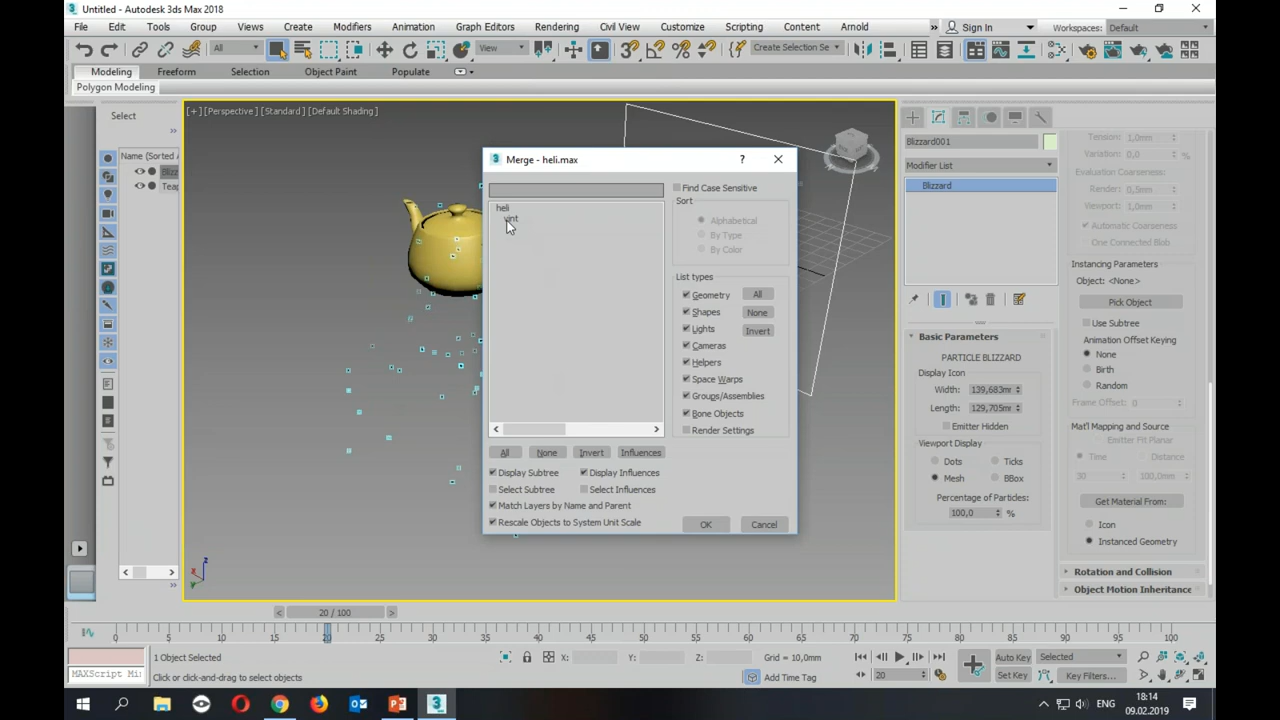 Untitled - Autodesk 3ds Max 2018
File Edit Tools Group Views Create Modifiers Animation Graph Editors Rendering Civil View Customize Scripting Content Arnold » Sign In Workspaces: Default
All View Create Selection Se
Modeling Freeform Selection Object Paint Populate
Polygon Modeling
Select
Name (Sorted A
Blizz
Teap
[+] [Perspective] [Standard] [Default Shading]
Merge - heli.max
?
Find Case Sensitive
Sort
Alphabetical
By Type
By Color
heli
vint
List types
Geometry All
Shapes None
Lights Invert
Cameras
Helpers
Space Warps
Groups/Assemblies
Bone Objects
Render Settings
All None Invert Influences
Display Subtree Display Influences
Select Subtree Select Influences
Match Layers by Name and Parent
Rescale Objects to System Unit Scale
OK Cancel
Blizzard001
Modifier List
Blizzard
Basic Parameters
PARTICLE BLIZZARD
Display Icon
Width: 139,683mm
Length: 129,705mm
Emitter Hidden
Viewport Display
Dots Ticks
Mesh BBox
Percentage of Particles:
100,0 %
Tension: 1,0mm
Variation: 0,0 %
Evaluation Coarseness:
Render: 0,5mm
Viewport: 1,0mm
Automatic Coarseness
One Connected Blob
Instancing Parameters
Object: <None>
Pick Object
Use Subtree
Animation Offset Keying
None
Birth
Random
Frame Offset: 0
Mat'l Mapping and Source
Emitter Fit Planar
Time Distance
30 100,0mm
Get Material From:
Icon
Instanced Geometry
Rotation and Collision
Object Motion Inheritance
z
x
y
20 / 100
0 5 10 15 20 25 30 35 40 45 50 55 60 65 70 75 80 85 90 95 100
1 Object Selected
X: Y: Z: Grid = 10,0mm
MAXScript Mi
Click or click-and-drag to select objects
Add Time Tag
Auto Key Selected
20 Set Key Key Filters...
ENG
18:14
09.02.2019